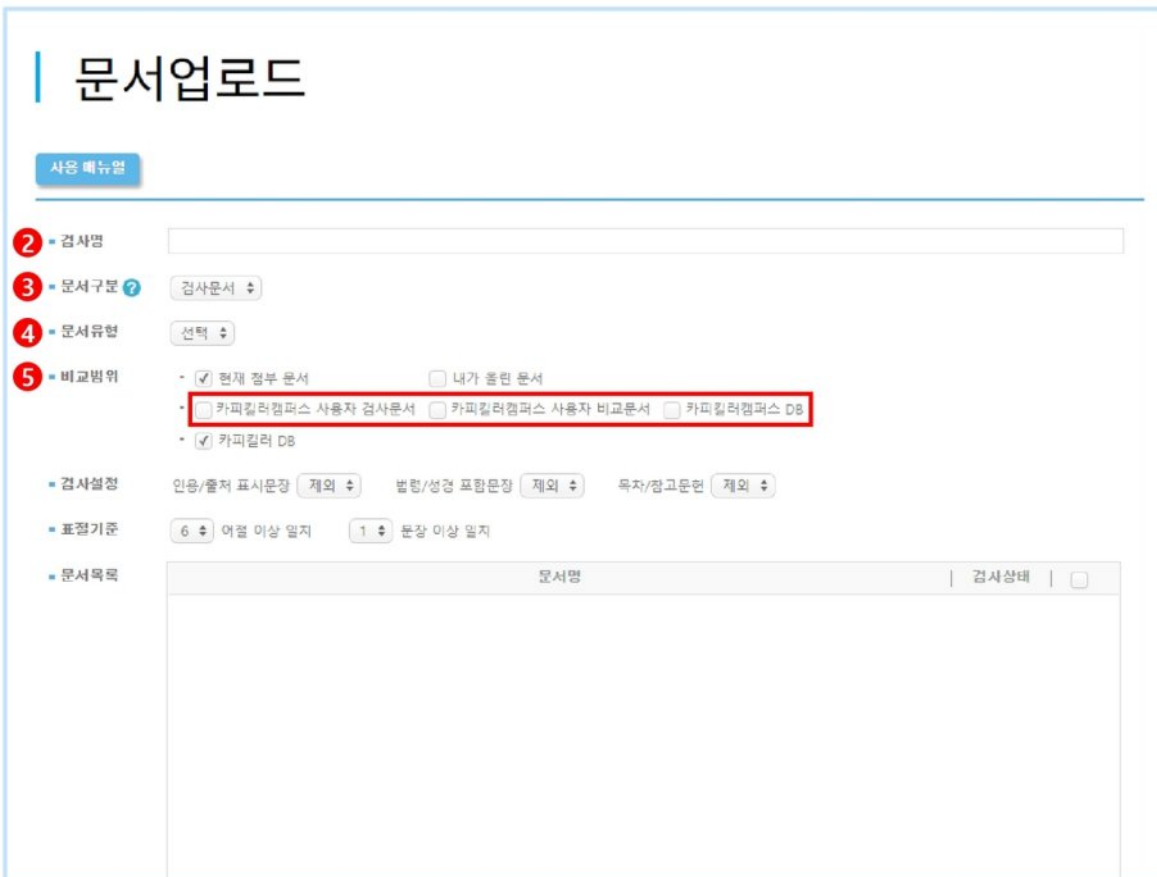 문서업로드
사용 매뉴얼
2 검사명
3 문서구분 ? 검사문서
4 문서유형 선택
5 비교범위 현재 첨부 문서 내가 올린 문서
카피킬러캠퍼스 사용자 검사문서 카피킬러캠퍼스 사용자 비교문서 카피킬러캠퍼스 DB
카피킬러 DB
검사설정 인용/출처 표시문장 제외 법령/성경 포함문장 제외 목차/참고문헌 제외
표절기준 6 어절 이상 일치 1 문장 이상 일치
문서목록 문서명 | 검사상태 |